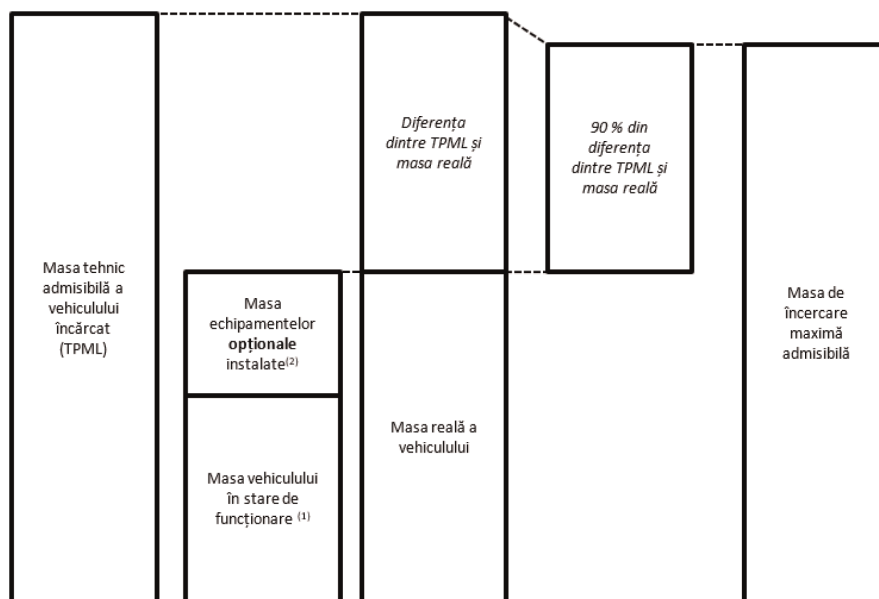 Diferența
dintre TPML și
masa reală
90 % din
diferența
dintre TPML și
masa reală
Masa tehnic
admisibilă a
vehiculului
încărcat
(TPML)
Masa
echipamentelor
opționale
instalate(2)
Masa de
încercare
maximă
admisibilă
Masa reală a
vehiculului
Masa vehiculului
în stare de
funcționare (1)